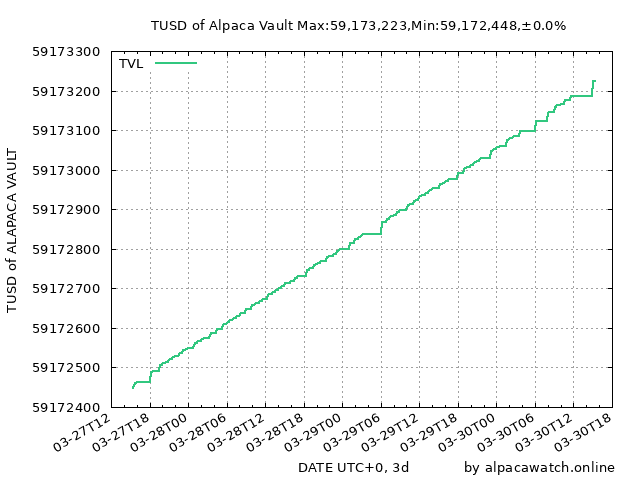 TUSD of Alpaca Vault Max:59,173,223,Min:59,172,448,±0.0%
TVL
59173300
59173200
59173100
59173000
59172900
59172800
59172700
59172600
59172500
59172400
TUSD of ALAPACA VAULT
03-27T12
03-27T18
03-28T00
03-28T06
03-28T12
03-28T18
03-29T00
03-29T06
03-29T12
03-29T18
03-30T00
03-30T06
03-30T12
03-30T18
DATE UTC+0, 3d
by alpacawatch.online